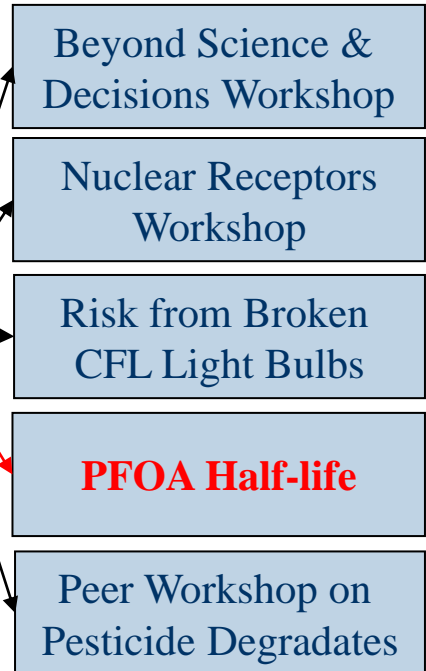 Beyond Science &
Decisions Workshop
Nuclear Receptors
Workshop
Risk from Broken
CFL Light Bulbs
PFOA Half-life
Peer Workshop on
Pesticide Degradates